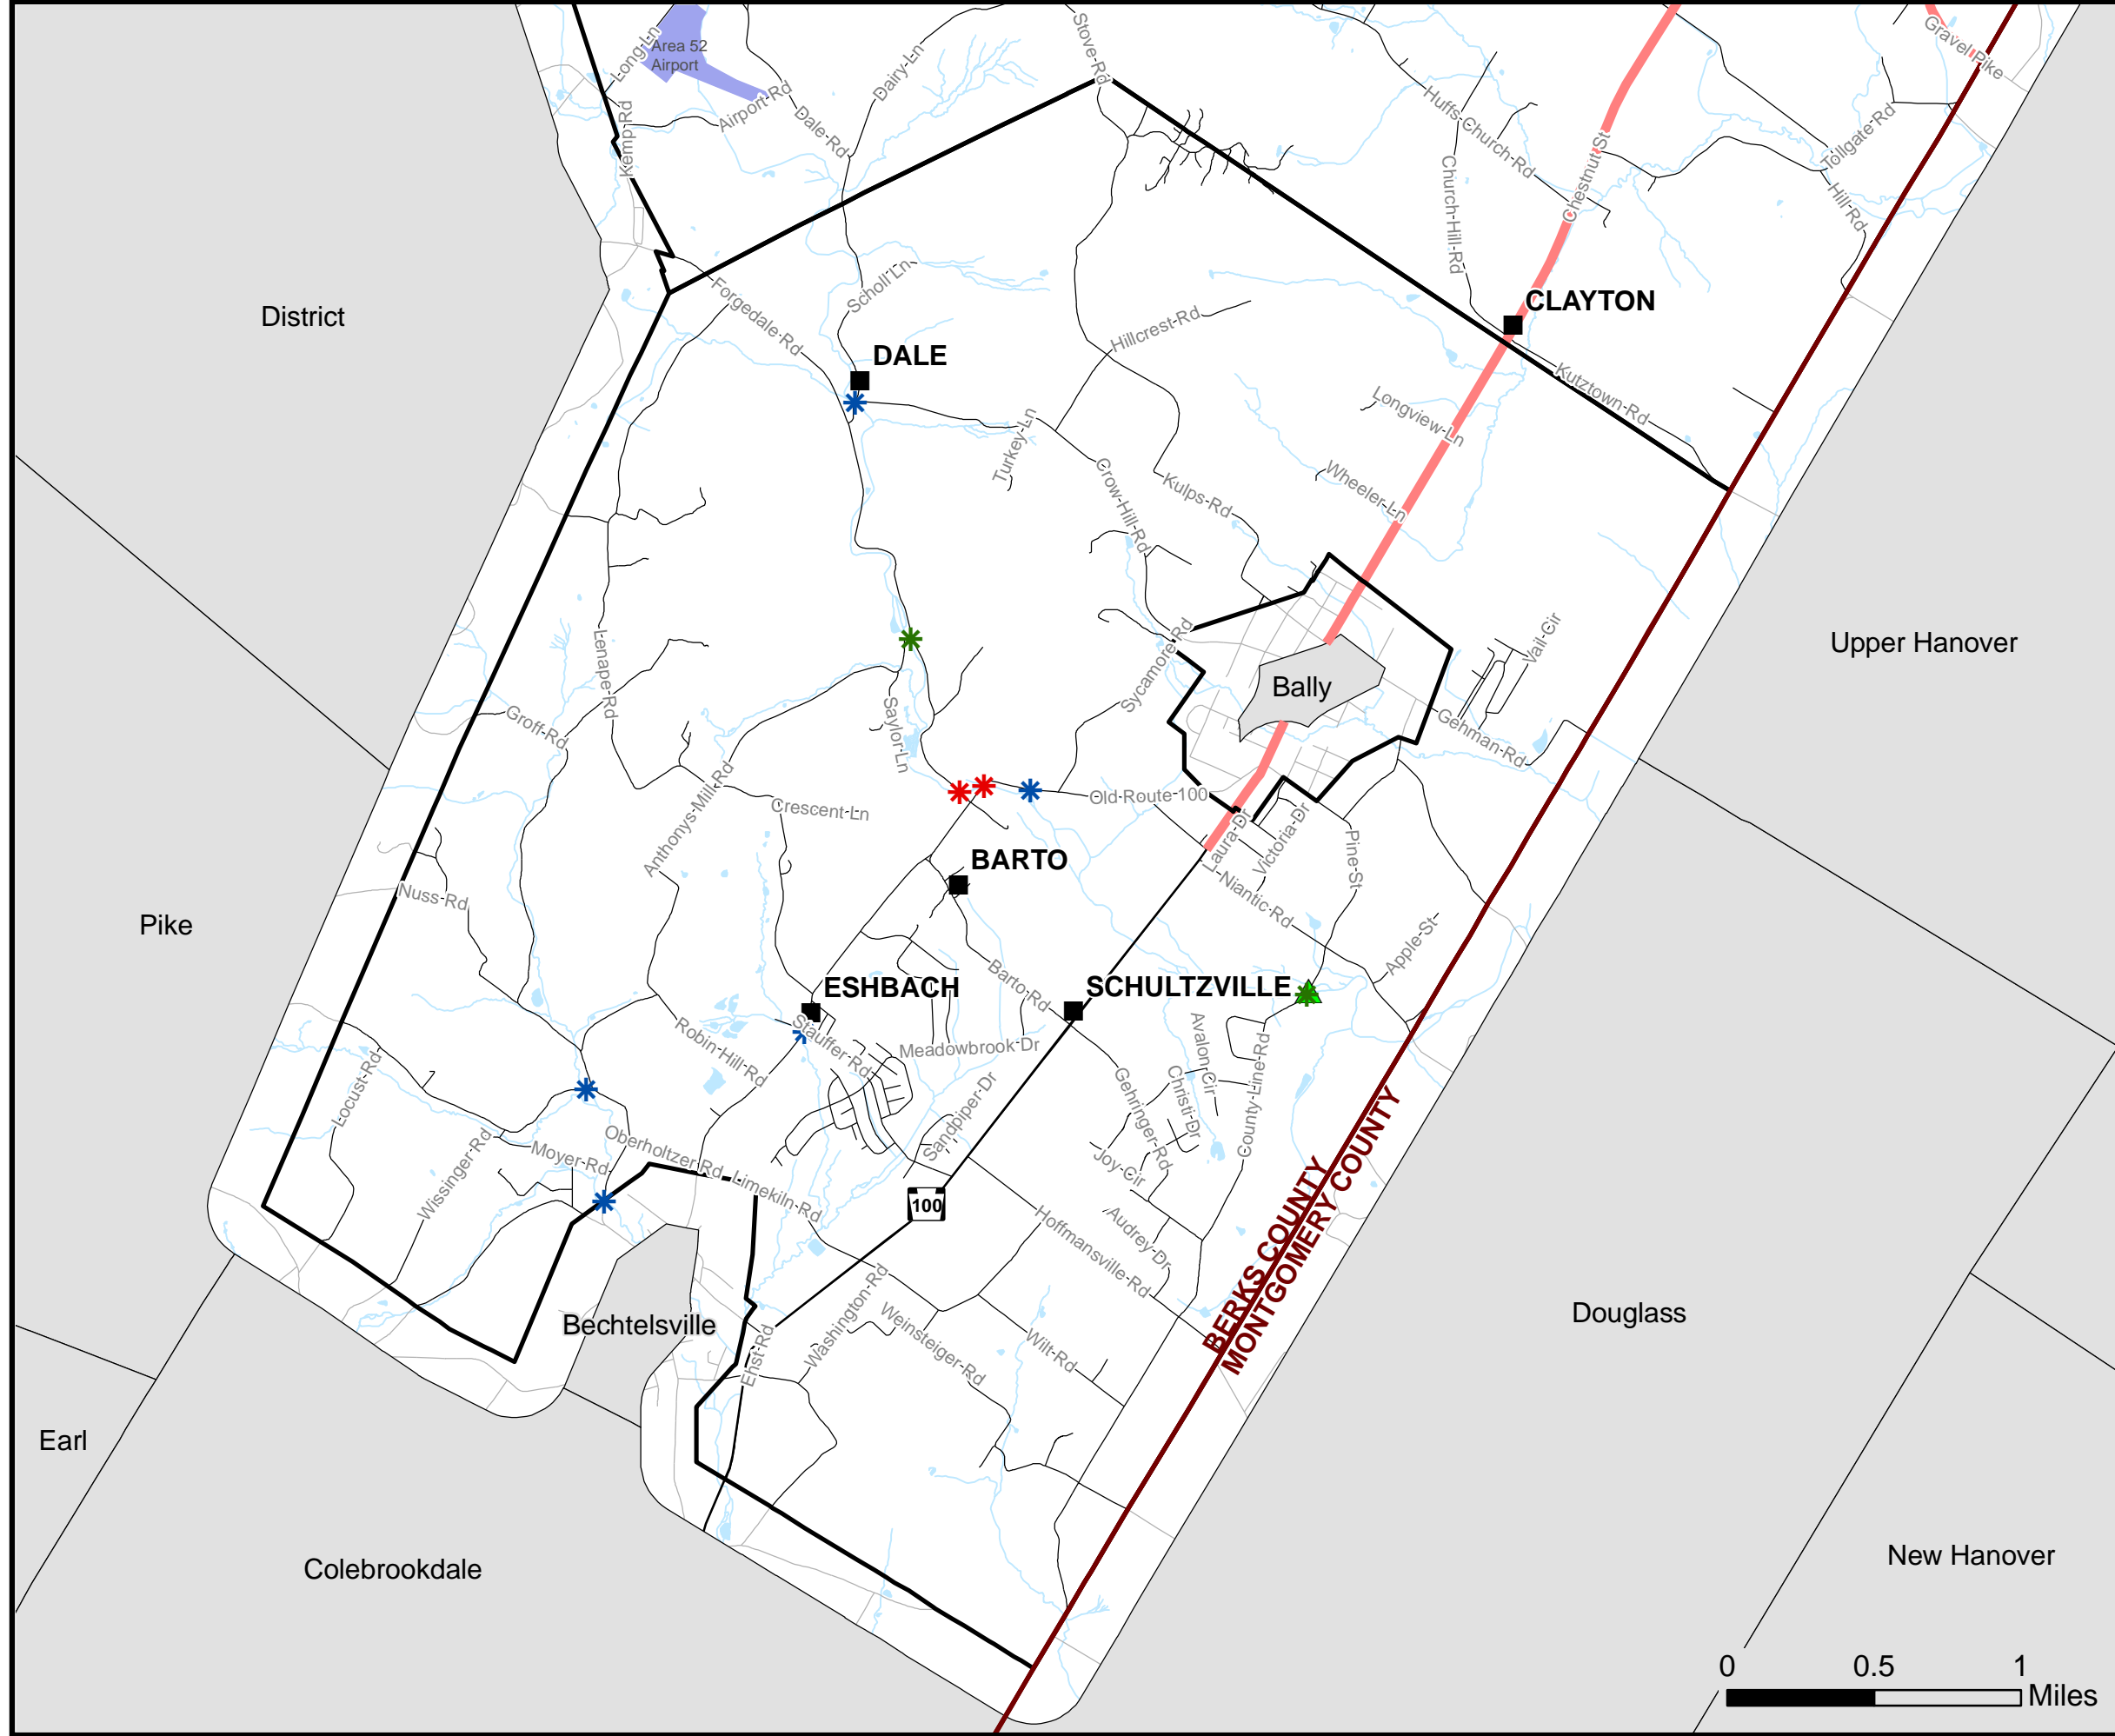 Gravel-Pike
Stove-Rd
Long-Ln
Area 52
Airport
Dairy-Ln
Airport-Rd
Dale-Rd
Kemp-Rd
Huffs-Church-Rd
Chestnut-St
Tollgate-Rd
Church-Hill-Rd
Hill-Rd
District
Forgedale-Rd
Scholl-Ln
CLAYTON
Hillcrest-Rd
DALE
Kutztown-Rd
Longview-Ln
Turkey-Ln
Crow-Hill-Rd
Kulps-Rd
Wheeler-Ln
Lenape-Rd
Sycamore-Rd
Vail-Cir
Upper Hanover
Bally
Groff-Rd
Saylor-Ln
Gehman-Rd
Anthonys-Mill-Rd
Crescent-Ln
Old-Route-100
Laura-Dr
Victoria-Dr
Pine-St
BARTO
Nuss-Rd
Niantic-Rd
Pike
Apple-St
ESHBACH
Barto-Rd
SCHULTZVILLE
Stauffer-Rd
Robin-Hill-Rd
Meadowbrook-Dr
Avalon-Cir
Christi-Dr
County-Line-Rd
Locust-Rd
Gehringer-Rd
Sandpiper-Dr
Wissinger-Rd
Moyer-Rd
Oberholtzer-Rd
Limekiln-Rd
Joy-Cir
100
Audrey-Dr
Hoffmansville-Rd
BERKS COUNTY
MONTGOMERY COUNTY
Bechtelsville
Douglass
Ehst-Rd
Washington-Rd
Weinsteiger-Rd
Wilt-Rd
Earl
Colebrookdale
New Hanover
0 0.5 1
Miles